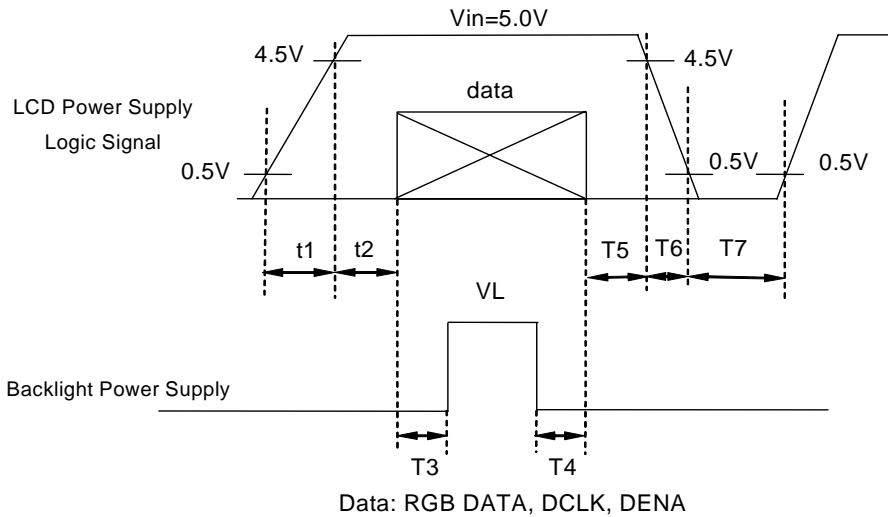 Vin=5.0V
4.5V
4.5V
data
LCD Power Supply
Logic Signal
0.5V
0.5V
0.5V
t1
t2
T5
T6
T7
VL
Backlight Power Supply
T3
T4
Data: RGB DATA, DCLK, DENA